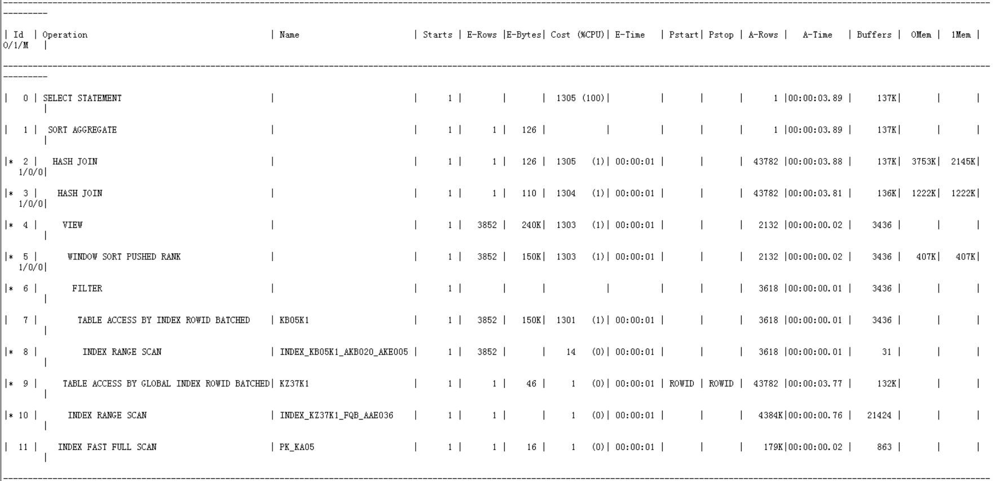 ---------------------------------------------------------------------------------------------------------------------------------------------------------------------------------------------------------
---------
| Id  | Operation                                      | Name                      | Starts | E-Rows |E-Bytes| Cost (%CPU)| E-Time   | Pstart| Pstop | A-Rows |   A-Time   | Buffers |  OMem |  1Mem |
O/1/M   |
---------------------------------------------------------------------------------------------------------------------------------------------------------------------------------------------------------
---------
|   0 | SELECT STATEMENT                               |                           |      1 |        |       |  1305 (100)|          |       |       |      1 |00:00:03.89 |    137K|       |       |
        |
|   1 |  SORT AGGREGATE                                |                           |      1 |      1 |   126 |            |          |       |       |      1 |00:00:03.89 |    137K|       |       |
        |
|*  2 |   HASH JOIN                                    |                           |      1 |      1 |   126 |  1305   (1)| 00:00:01 |       |       |  43782 |00:00:03.88 |    137K|  3753K|  2145K|
   1/0/0|
|*  3 |    HASH JOIN                                   |                           |      1 |      1 |   110 |  1304   (1)| 00:00:01 |       |       |  43782 |00:00:03.81 |    136K|  1222K|  1222K|
   1/0/0|
|*  4 |     VIEW                                       |                           |      1 |   3852 |   240K|  1303   (1)| 00:00:01 |       |       |   2132 |00:00:00.02 |   3436 |       |       |
        |
|*  5 |      WINDOW SORT PUSHED RANK                   |                           |      1 |   3852 |   150K|  1303   (1)| 00:00:01 |       |       |   2132 |00:00:00.02 |   3436 |   407K|   407K|
   1/0/0|
|*  6 |       FILTER                                   |                           |      1 |        |       |            |          |       |       |   3618 |00:00:00.01 |   3436 |       |       |
        |
|   7 |        TABLE ACCESS BY INDEX ROWID BATCHED     | KB05K1                    |      1 |   3852 |   150K|  1301   (1)| 00:00:01 |       |       |   3618 |00:00:00.01 |   3436 |       |       |
        |
|*  8 |         INDEX RANGE SCAN                       | INDEX_KB05K1_AKB020_AKE005 |      1 |   3852 |       |    14   (0)| 00:00:01 |       |       |   3618 |00:00:00.01 |     31 |       |       |
        |
|*  9 |     TABLE ACCESS BY GLOBAL INDEX ROWID BATCHED| KZ37K1                    |      1 |      1 |    46 |     1   (0)| 00:00:01 | ROWID | ROWID |  43782 |00:00:03.77 |    132K|       |       |
        |
|* 10 |      INDEX RANGE SCAN                          | INDEX_KZ37K1_FQB_AAE036   |      1 |      1 |       |     1   (0)| 00:00:01 |       |       |   4384K|00:00:00.76 |  21424 |       |       |
        |
|  11 |    INDEX FAST FULL SCAN                        | PK_KA05                   |      1 |      1 |    16 |     1   (0)| 00:00:01 |       |       |    179K|00:00:00.02 |    863 |       |       |
        |
---------------------------------------------------------------------------------------------------------------------------------------------------------------------------------------------------------